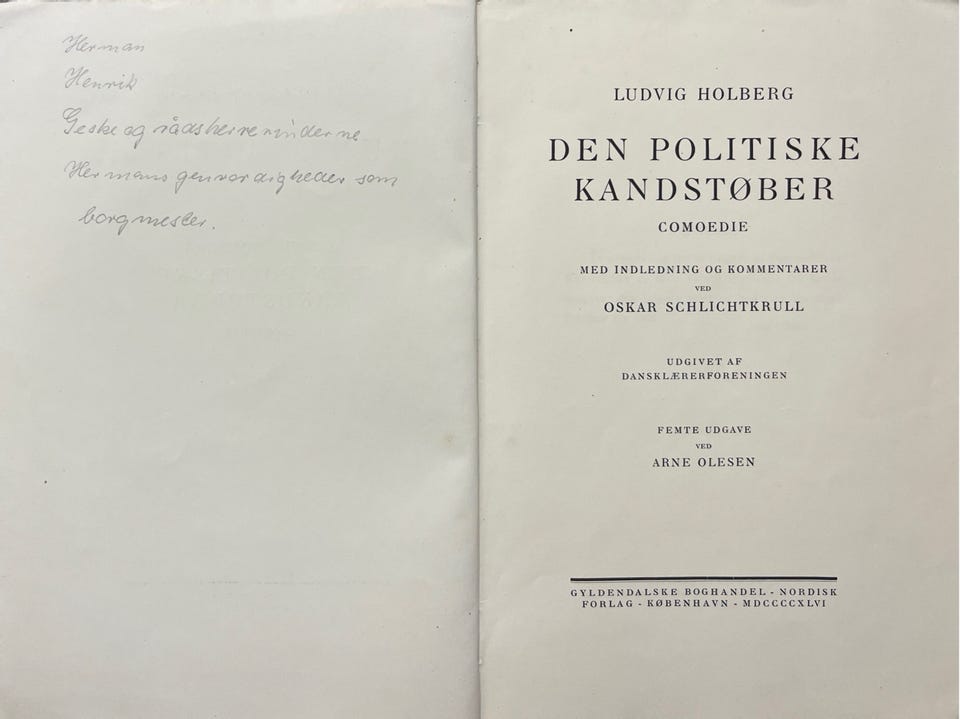 Herman
Henrik
Geske og rådsherrerinderne
Hermans genvordigheder som
borgmester.
LUDVIG HOLBERG
DEN POLITISKE
KANDSTØBER
COMOEDIE
MED INDLEDNING OG KOMMENTARER
VED
OSKAR SCHLICHTKRULL
UDGIVET AF
DANSKLÆRERFORENINGEN
FEMTE UDGAVE
VED
ARNE OLESEN
GYLDENDALSKE BOGHANDEL - NORDISK
FORLAG - KØBENHAVN - MDCCCCXLVI